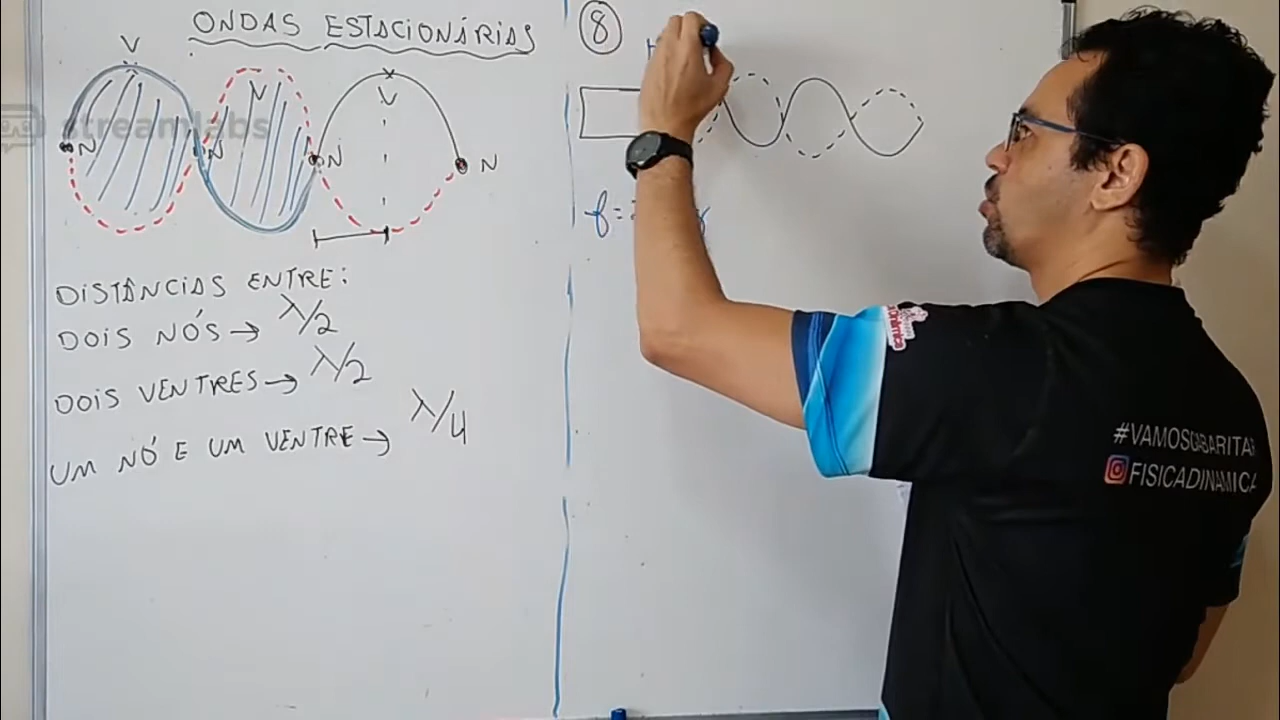 ONDAS ESTACIONÁRIAS
V
V
V
N
N
N
N
DISTÂNCIAS ENTRE:
DOIS NÓS → λ/2
DOIS VENTRES → λ/2
UM NÓ E UM VENTRE → λ/4
8
f =
streamlabs
#VAMOSGABARITAR
FISICADINAMICA